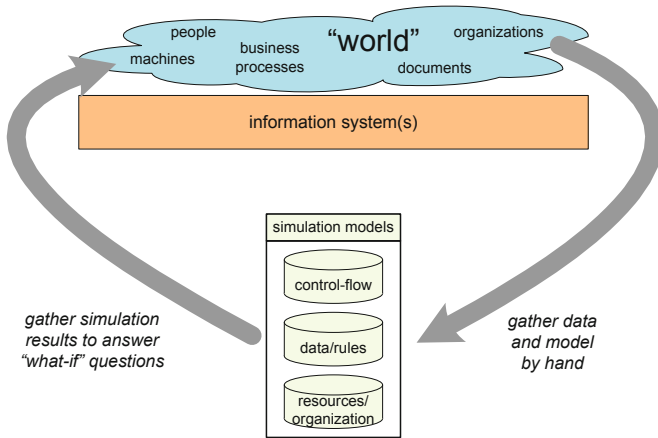 people
"world"
organizations
machines
business
processes
documents
information system(s)
simulation models
control-flow
data/rules
resources/
organization
gather simulation
results to answer
"what-if" questions
gather data
and model
by hand